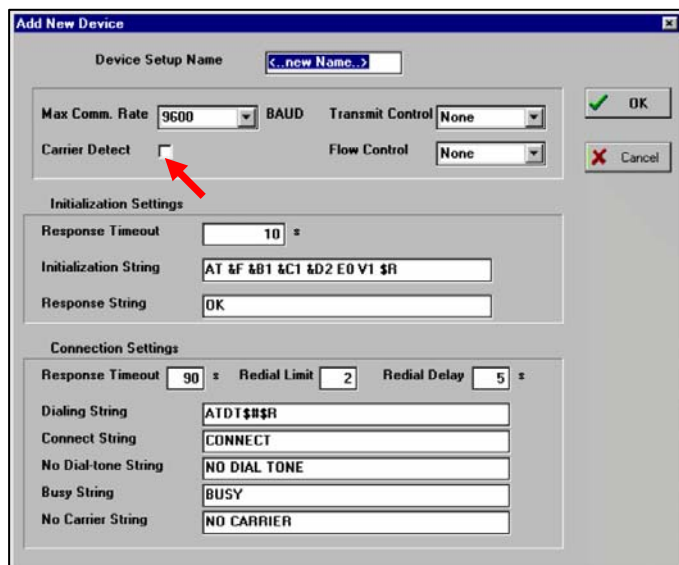 Add New Device
Device Setup Name <..new Name..>
Max Comm. Rate 9600 BAUD Transmit Control None
Carrier Detect Flow Control None
OK
Cancel
Initialization Settings
Response Timeout 10 s
Initialization String AT &F &B1 &C1 &D2 E0 V1 $R
Response String OK
Connection Settings
Response Timeout 90 s Redial Limit 2 Redial Delay 5 s
Dialing String ATDT$#$R
Connect String CONNECT
No Dial-tone String NO DIAL TONE
Busy String BUSY
No Carrier String NO CARRIER